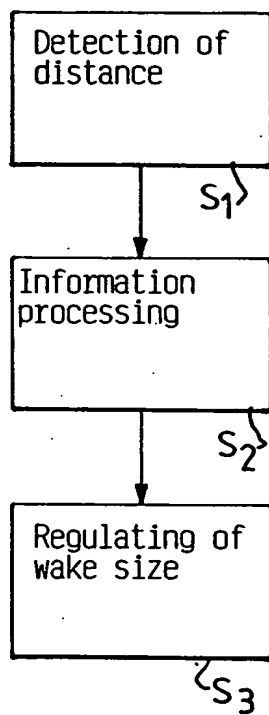 Detection of
distance
S1
Information
processing
S2
Regulating of
wake size
S3